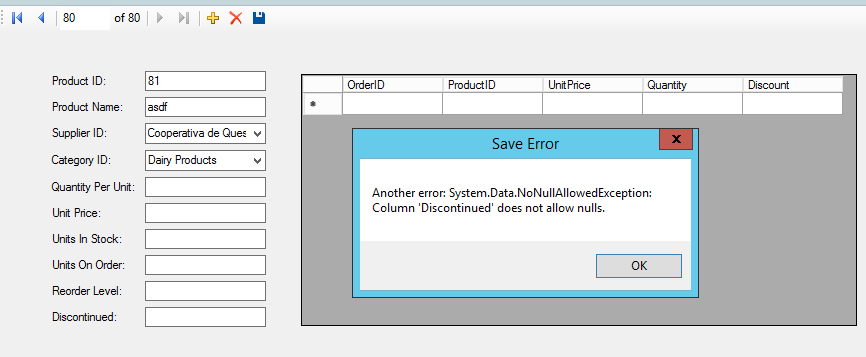 80 of 80
Product ID: 81
Product Name: asdf
Supplier ID: Cooperativa de Ques
Category ID: Dairy Products
Quantity Per Unit:
Unit Price:
Units In Stock:
Units On Order:
Reorder Level:
Discontinued:
OrderID ProductID UnitPrice Quantity Discount
*
Save Error
x
Another error: System.Data.NoNullAllowedException:
Column 'Discontinued' does not allow nulls.
OK